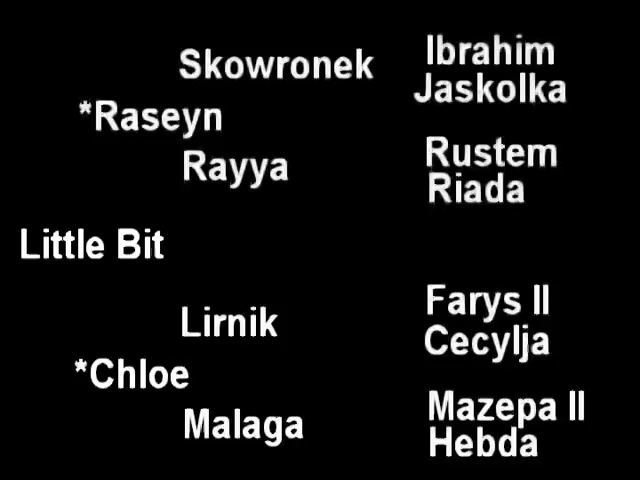 Skowronek
Ibrahim
Jaskolka
*Raseyn
Rayya
Rustem
Riada
Little Bit
Lirnik
Farys II
Cecylja
*Chloe
Malaga
Mazepa II
Hebda